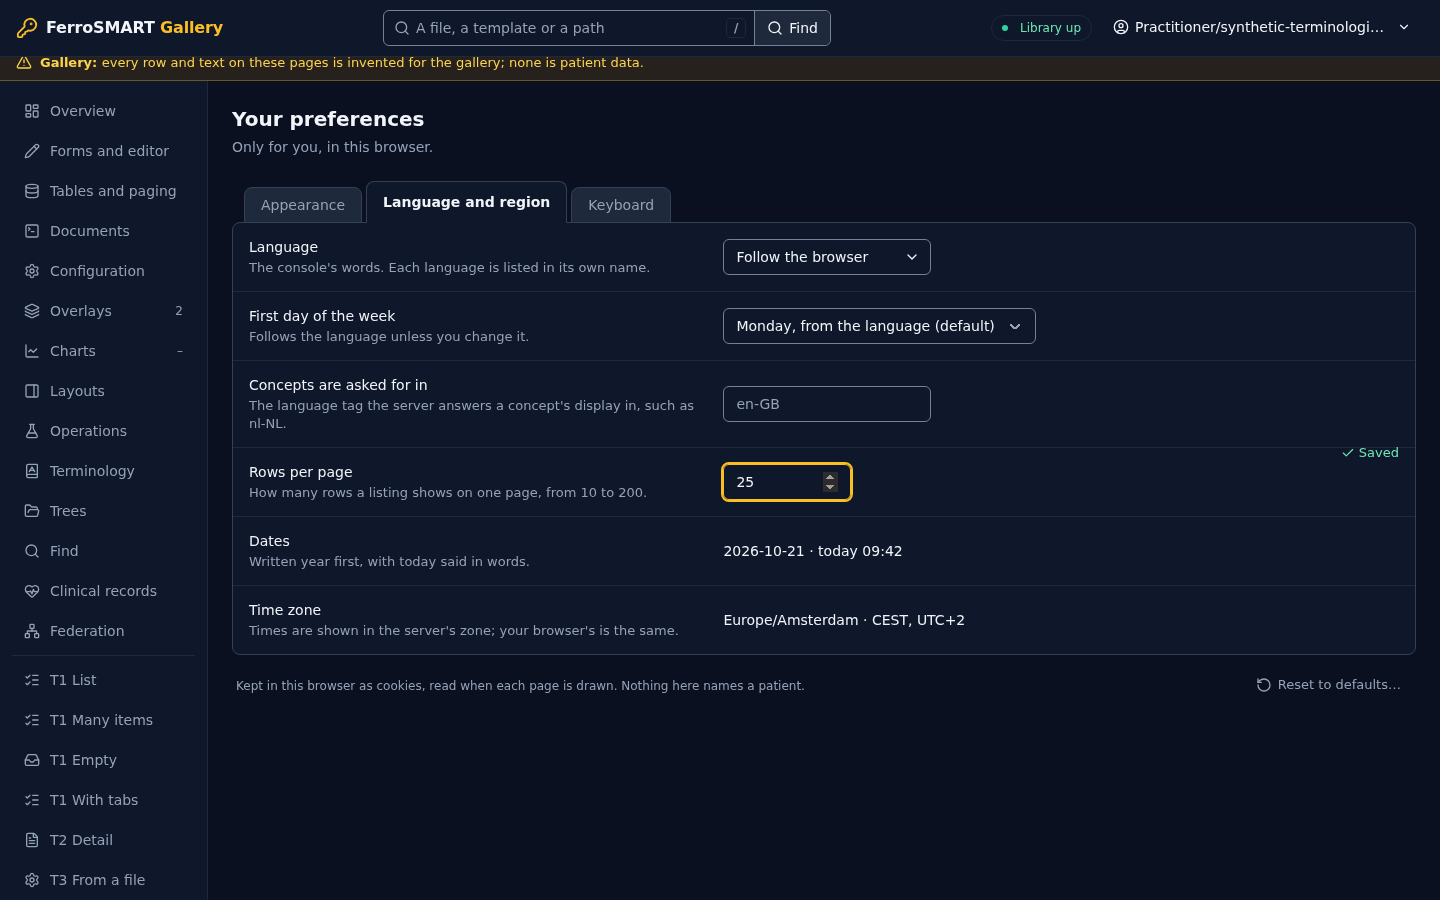 FerroSMART Gallery
A file, a template or a path
/
Find
Library up
Practitioner/synthetic-terminologi…
Gallery: every row and text on these pages is invented for the gallery; none is patient data.
Overview
Forms and editor
Tables and paging
Documents
Configuration
Overlays 2
Charts –
Layouts
Operations
Terminology
Trees
Find
Clinical records
Federation
T1 List
T1 Many items
T1 Empty
T1 With tabs
T2 Detail
T3 From a file
Your preferences
Only for you, in this browser.
Appearance
Language and region
Keyboard
Language
The console's words. Each language is listed in its own name.
Follow the browser
First day of the week
Follows the language unless you change it.
Monday, from the language (default)
Concepts are asked for in
The language tag the server answers a concept's display in, such as
nl-NL.
en-GB
Saved
Rows per page
How many rows a listing shows on one page, from 10 to 200.
25
Dates
Written year first, with today said in words.
2026-10-21 · today 09:42
Time zone
Times are shown in the server's zone; your browser's is the same.
Europe/Amsterdam · CEST, UTC+2
Kept in this browser as cookies, read when each page is drawn. Nothing here names a patient.
Reset to defaults…